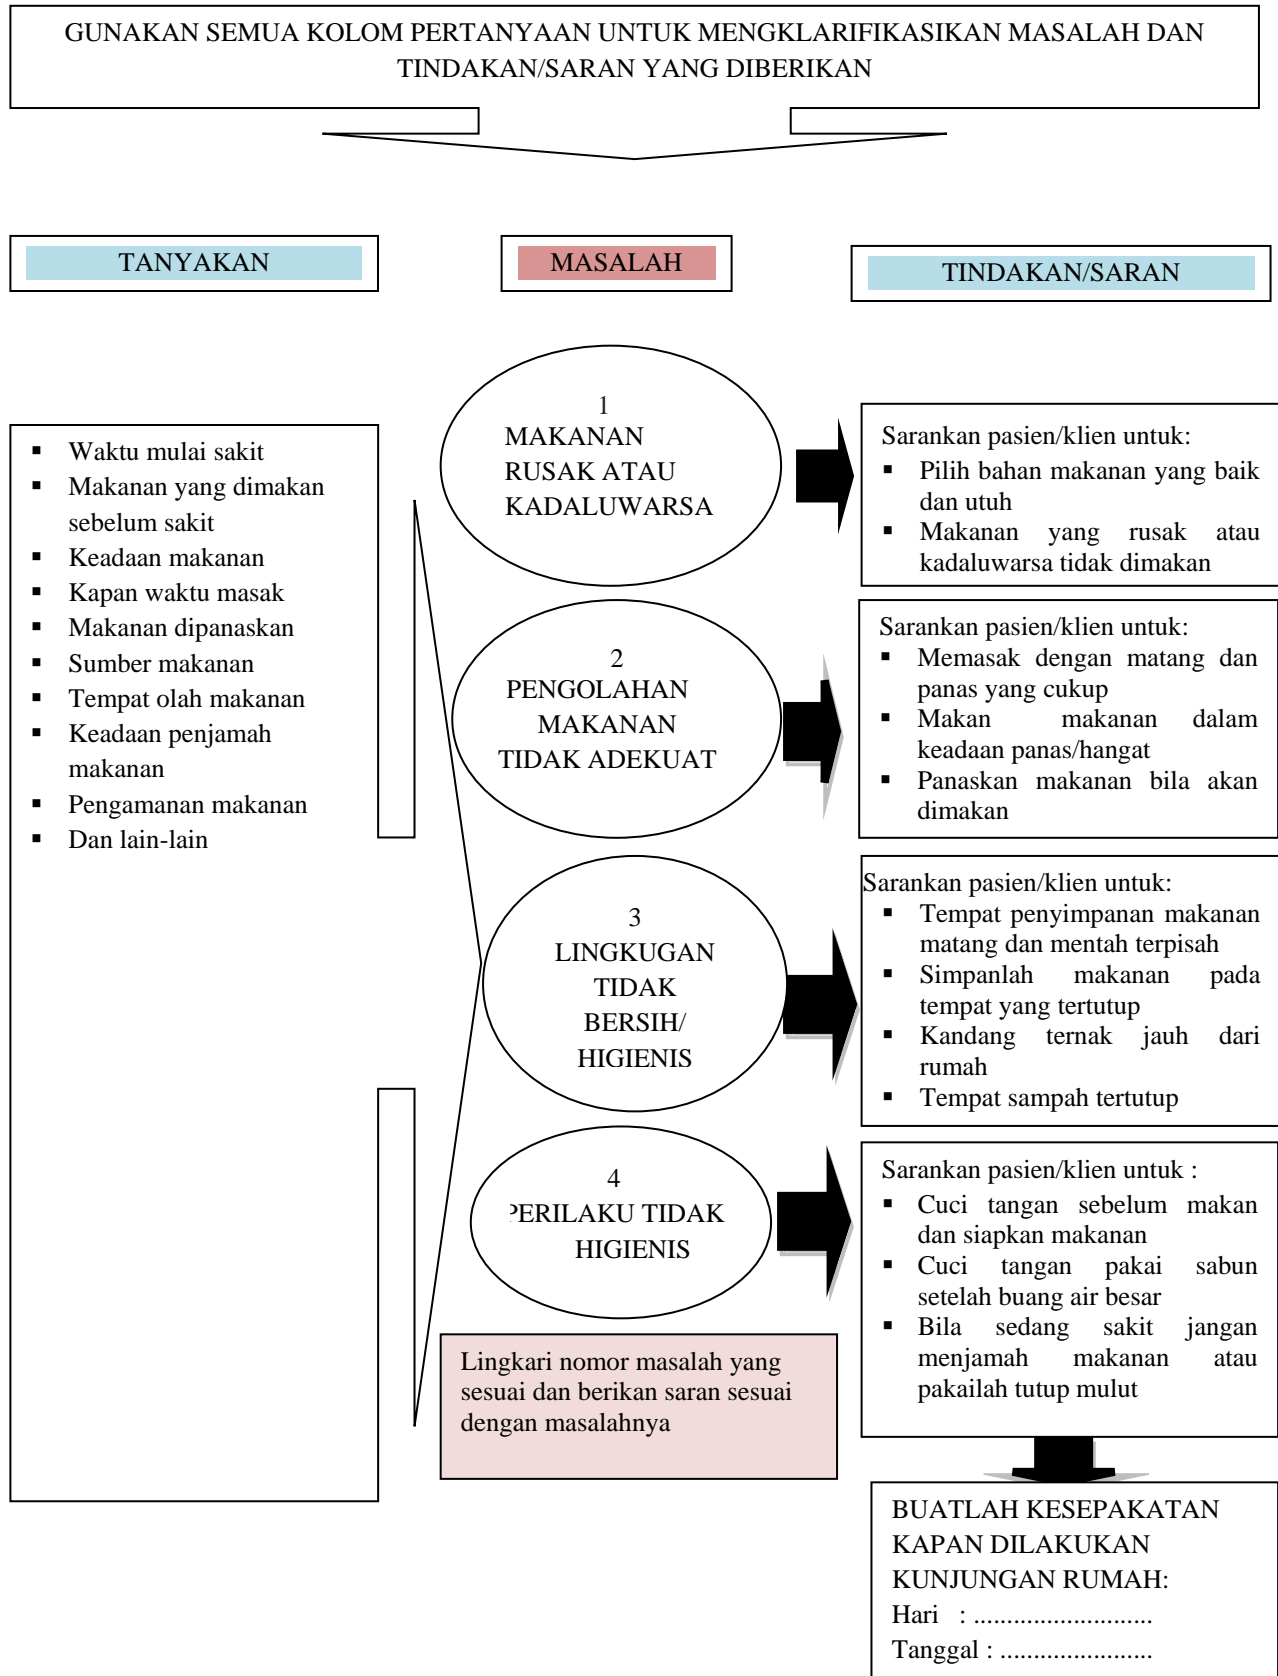 GUNAKAN SEMUA KOLOM PERTANYAAN UNTUK MENGKLARIFIKASIKAN MASALAH DAN
TINDAKAN/SARAN YANG DIBERIKAN
TANYAKAN
MASALAH
TINDAKAN/SARAN
▪ Waktu mulai sakit
▪ Makanan yang dimakan
sebelum sakit
▪ Keadaan makanan
▪ Kapan waktu masak
▪ Makanan dipanaskan
▪ Sumber makanan
▪ Tempat olah makanan
▪ Keadaan penjamah
makanan
▪ Pengamanan makanan
▪ Dan lain-lain
1
MAKANAN
RUSAK ATAU
KADALUWARSA
Sarankan pasien/klien untuk:
▪ Pilih bahan makanan yang baik
dan utuh
▪ Makanan yang rusak atau
kadaluwarsa tidak dimakan
2
PENGOLAHAN
MAKANAN
TIDAK ADEKUAT
Sarankan pasien/klien untuk:
▪ Memasak dengan matang dan
panas yang cukup
▪ Makan makanan dalam
keadaan panas/hangat
▪ Panaskan makanan bila akan
dimakan
3
LINGKUGAN
TIDAK
BERSIH/
HIGIENIS
Sarankan pasien/klien untuk:
▪ Tempat penyimpanan makanan
matang dan mentah terpisah
▪ Simpanlah makanan pada
tempat yang tertutup
▪ Kandang ternak jauh dari
rumah
▪ Tempat sampah tertutup
4
PERILAKU TIDAK
HIGIENIS
Sarankan pasien/klien untuk :
▪ Cuci tangan sebelum makan
dan siapkan makanan
▪ Cuci tangan pakai sabun
setelah buang air besar
▪ Bila sedang sakit jangan
menjamah makanan atau
pakailah tutup mulut
Lingkari nomor masalah yang
sesuai dan berikan saran sesuai
dengan masalahnya
BUATLAH KESEPAKATAN
KAPAN DILAKUKAN
KUNJUNGAN RUMAH:
Hari : ...........................
Tanggal : .......................